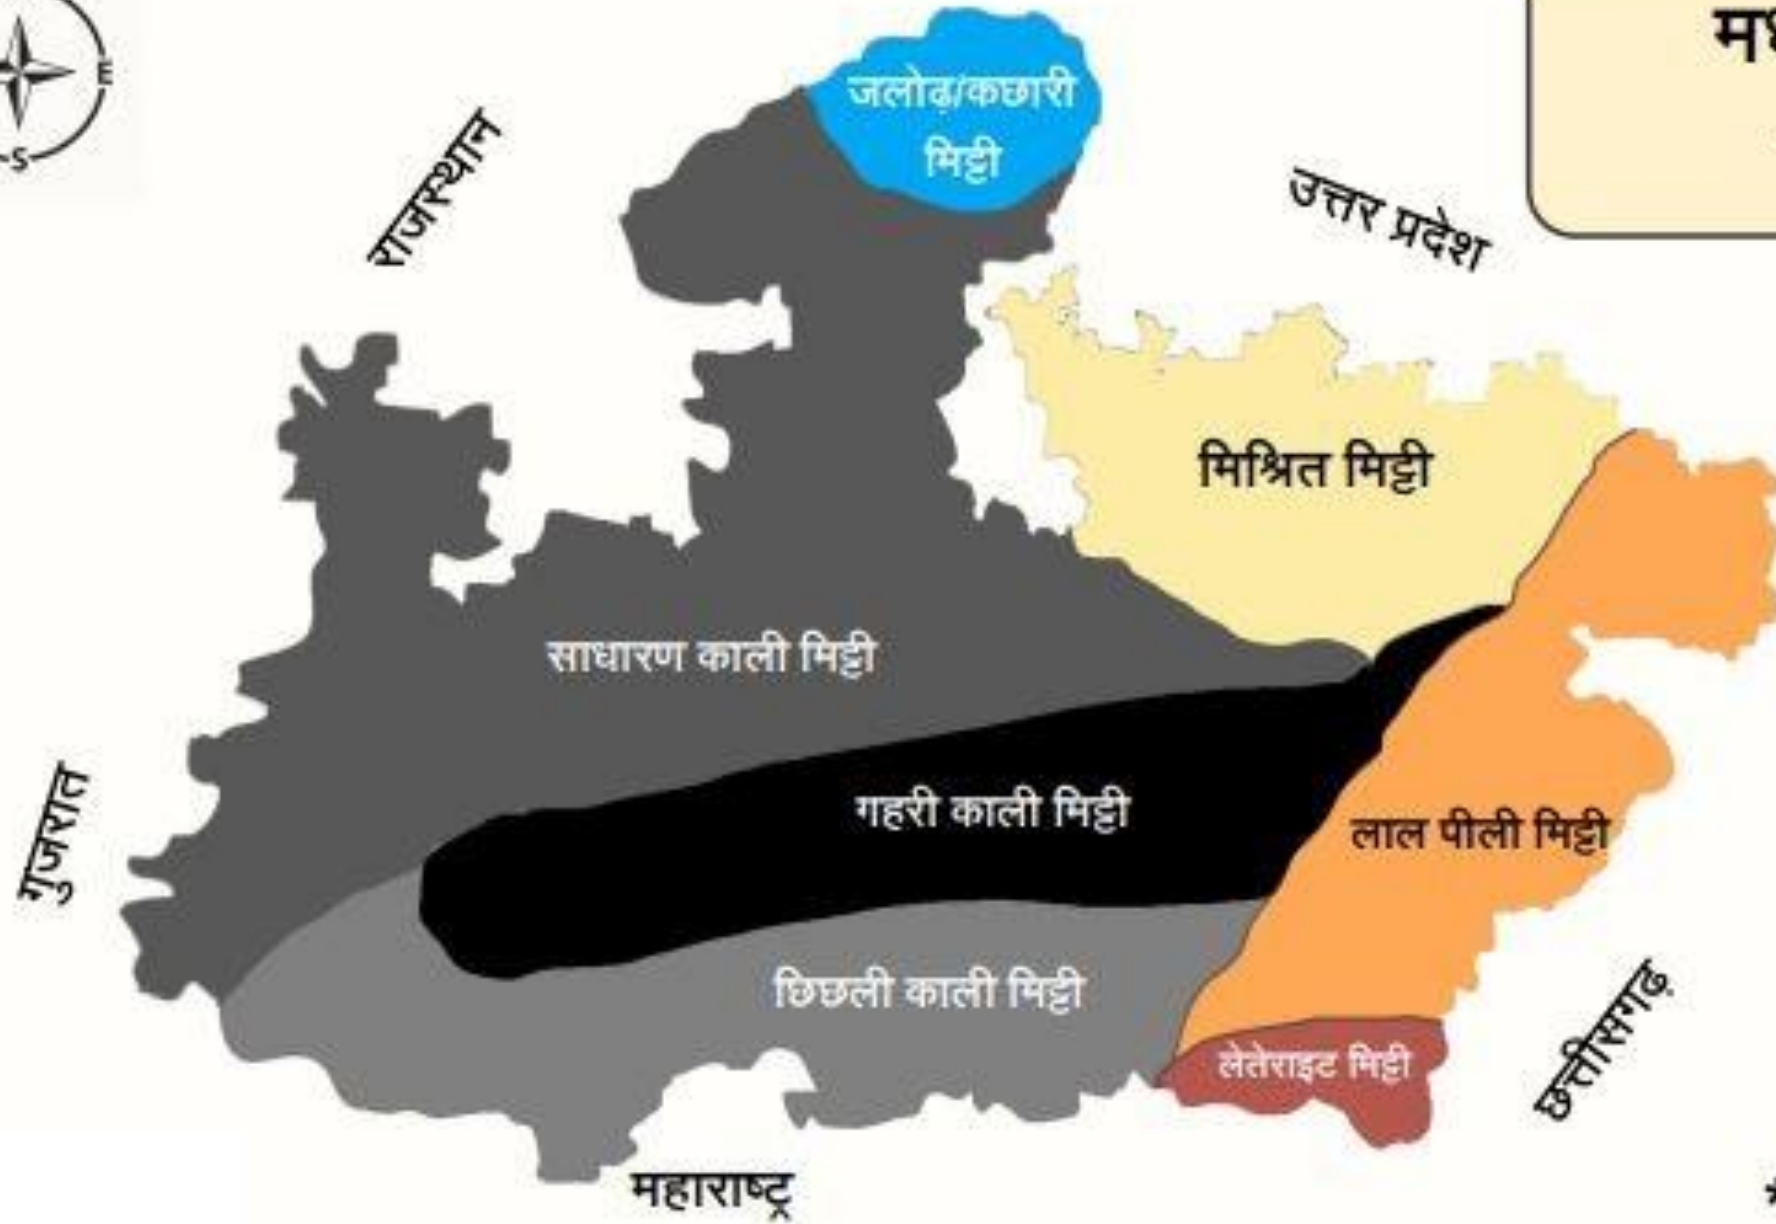 E
S
राजस्थान
जलोढ़/कछारी
मिट्टी
उत्तर प्रदेश
मिश्रित मिट्टी
साधारण काली मिट्टी
गहरी काली मिट्टी
लाल पीली मिट्टी
गुजरात
छिछली काली मिट्टी
लेतेराइट मिट्टी
छत्तीसगढ़
महाराष्ट्र
*